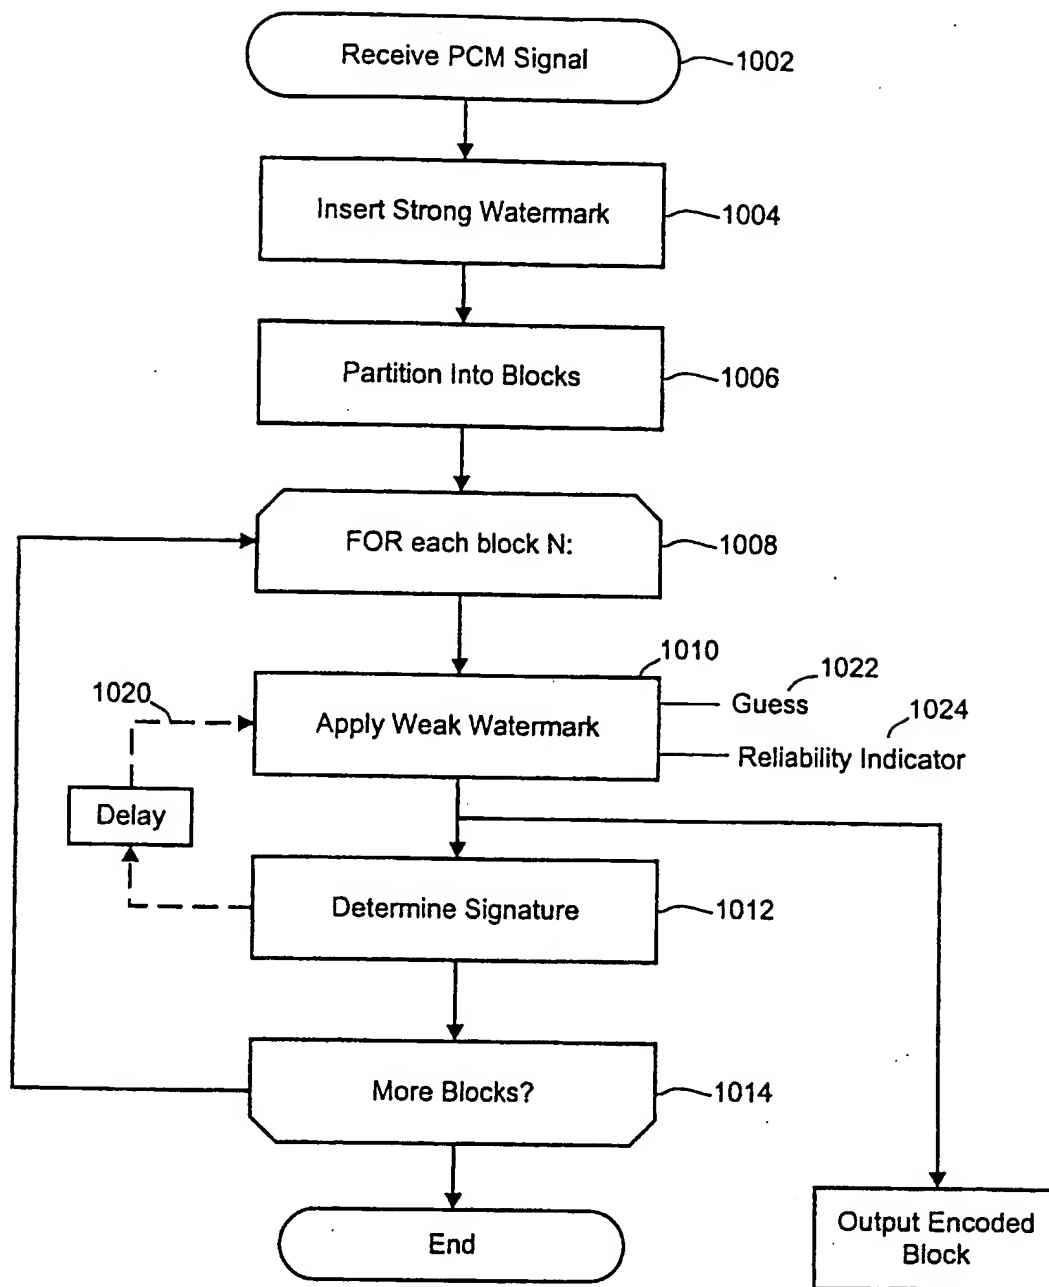 Receive PCM Signal
1002
Insert Strong Watermark
1004
Partition Into Blocks
1006
FOR each block N:
1008
1010
1022
1020
Apply Weak Watermark
Guess
1024
Reliability Indicator
Delay
Determine Signature
1012
More Blocks?
1014
End
Output Encoded
Block